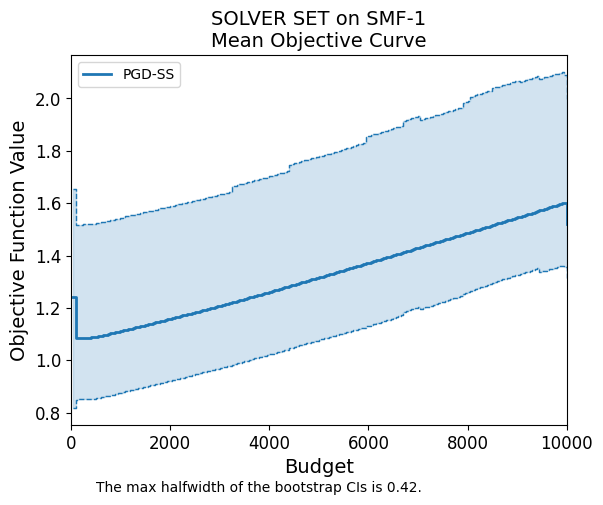 SOLVER SET on SMF-1
Mean Objective Curve
PGD-SS
Objective Function Value
2.0
1.8
1.6
1.4
1.2
1.0
0.8
0 2000 4000 6000 8000 10000
Budget
The max halfwidth of the bootstrap CIs is 0.42.